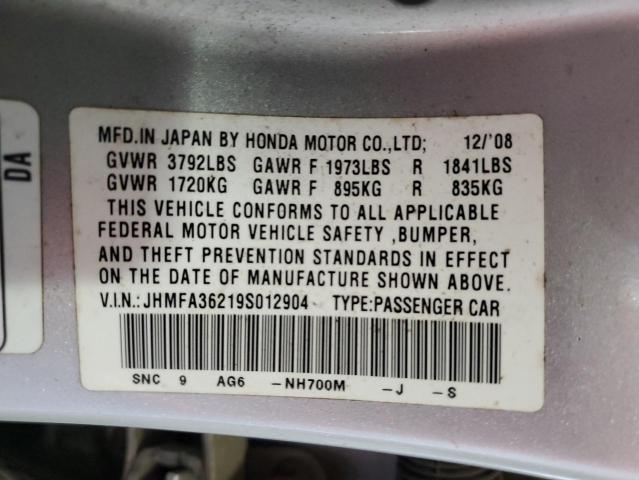 MFD.IN JAPAN BY HONDA MOTOR CO.,LTD; 12/'08
GVWR 3792LBS GAWR F 1973LBS R 1841LBS
GVWR 1720KG GAWR F 895KG R 835KG
THIS VEHICLE CONFORMS TO ALL APPLICABLE
FEDERAL MOTOR VEHICLE SAFETY ,BUMPER,
AND THEFT PREVENTION STANDARDS IN EFFECT
ON THE DATE OF MANUFACTURE SHOWN ABOVE.
V.I.N.:JHMFA36219S012904 TYPE:PASSENGER CAR
SNC 9 AG6 -NH700M -J -S
DA